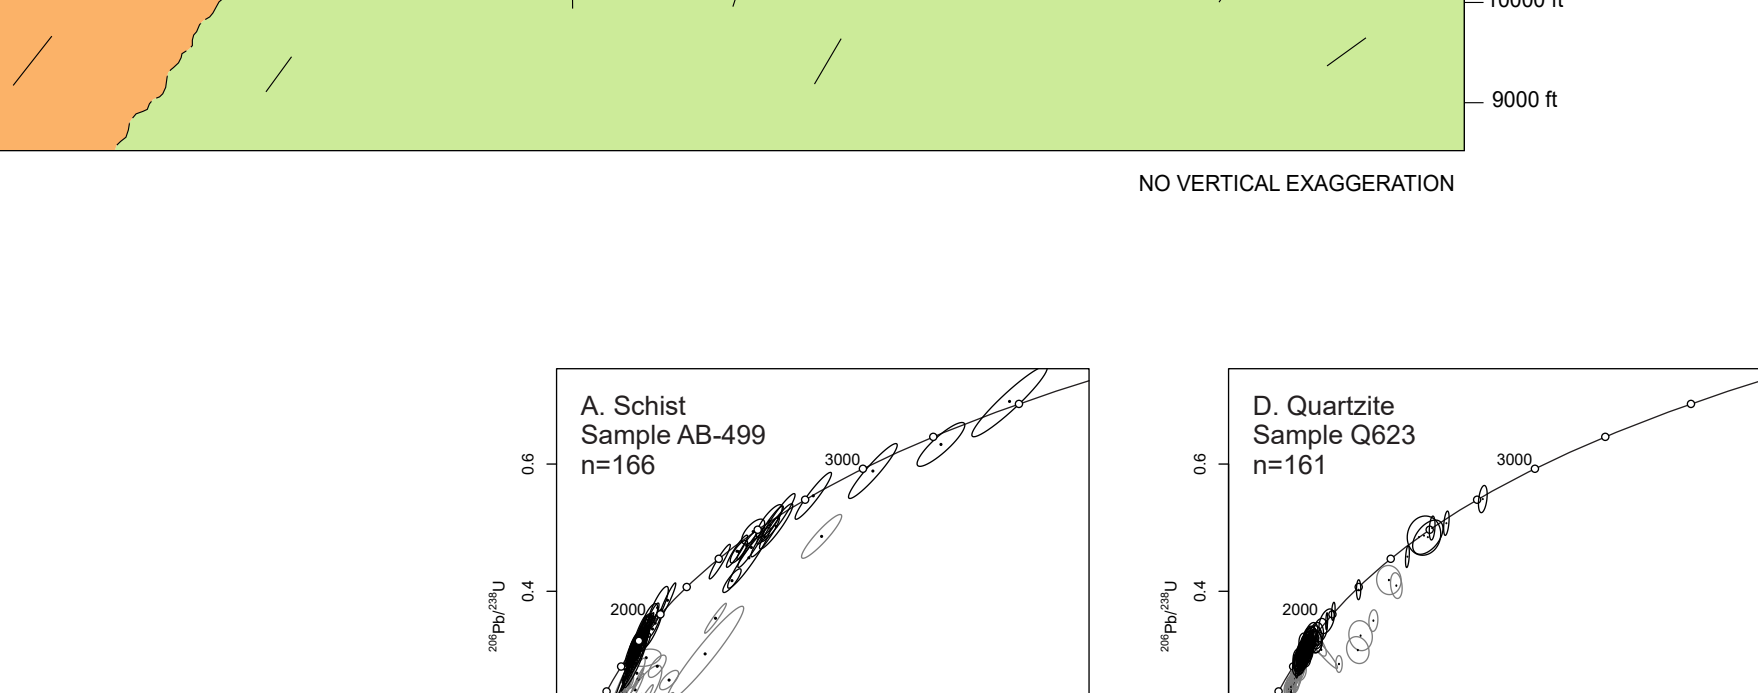 10000 ft
9000 ft
NO VERTICAL EXAGGERATION
A. Schist
Sample AB-499
n=166
3000
0.6
0.4
2000
206Pb/238U
D. Quartzite
Sample Q623
n=161
3000
0.6
0.4
2000
206Pb/238U